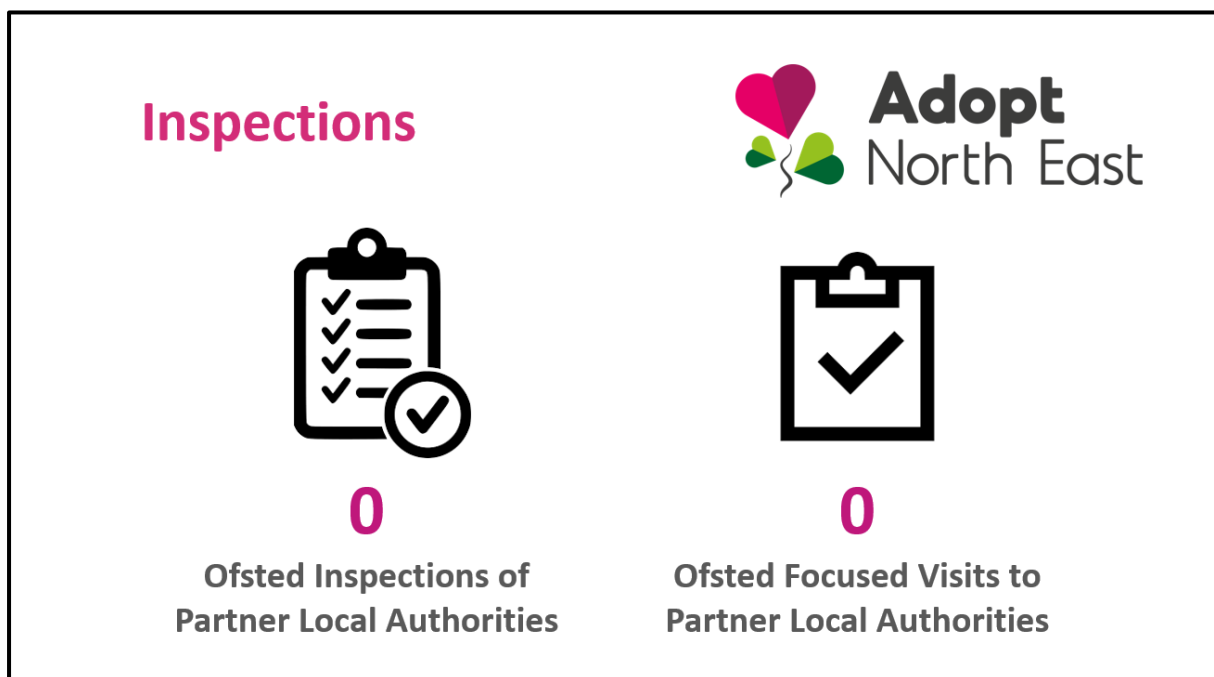 Inspections
Adopt
North East
0
Ofsted Inspections of
Partner Local Authorities
0
Ofsted Focused Visits to
Partner Local Authorities